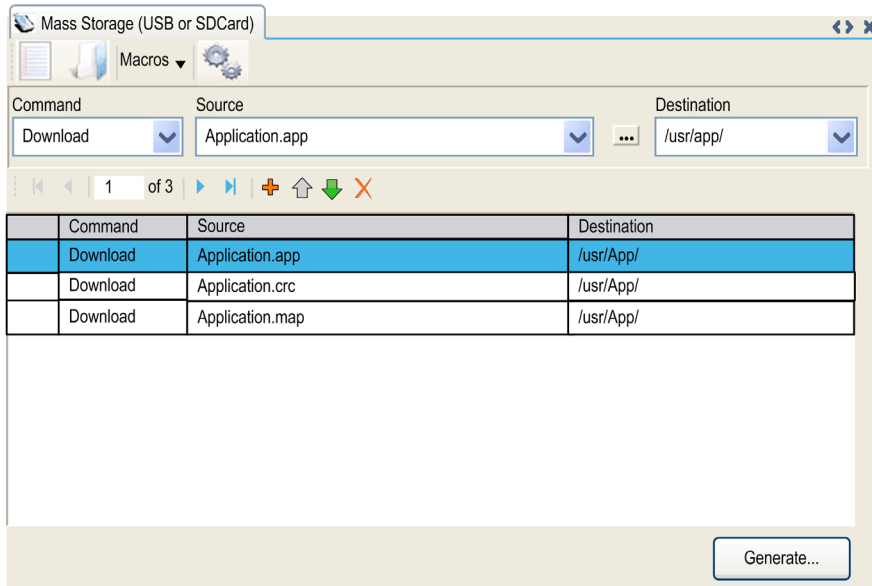 Mass Storage (USB or SDCard)
Macros
Command Source Destination
Download Application.app ... /usr/app/
1 of 3
Command Source Destination
Download Application.app /usr/App/
Download Application.crc /usr/App/
Download Application.map /usr/App/
Generate...